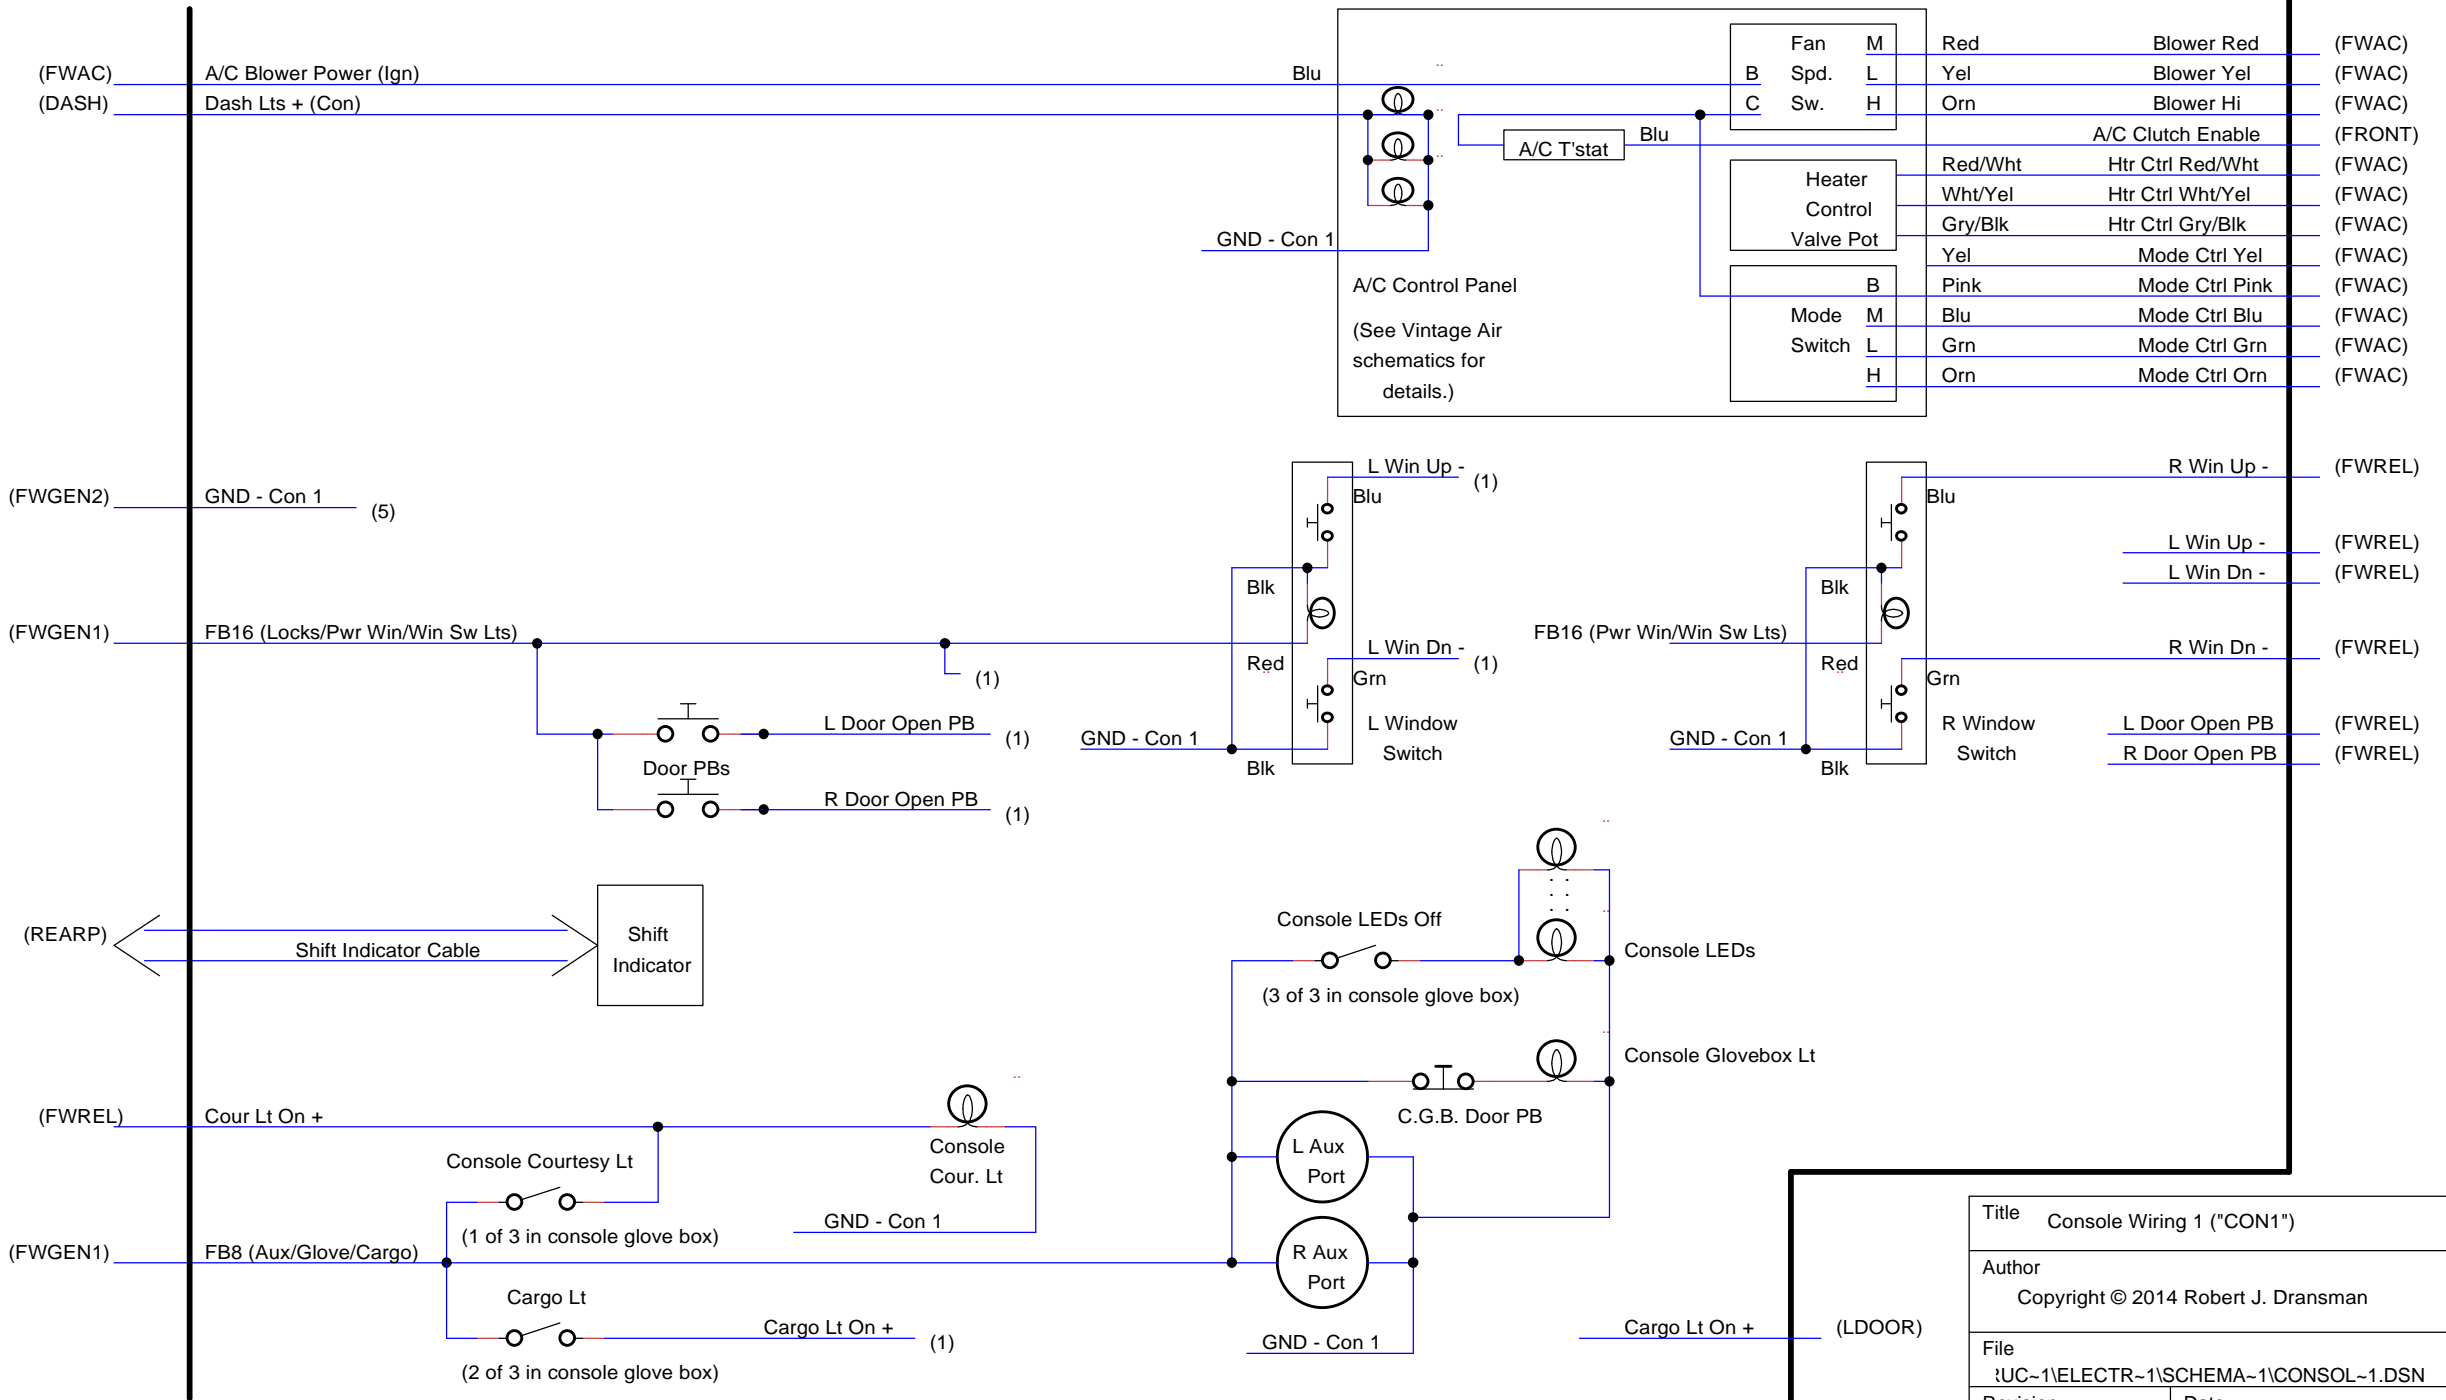 (FWAC)
A/C Blower Power (Ign)
Blu
(DASH)
Dash Lts + (Con)
GND - Con 1
A/C Control Panel
(See Vintage Air
schematics for
details.)
A/C T'stat
Blu
B
C
Fan
Spd.
Sw.
M
L
H
Red
Blower Red
(FWAC)
Yel
Blower Yel
(FWAC)
Orn
Blower Hi
(FWAC)
A/C Clutch Enable
(FRONT)
Heater
Control
Valve Pot
Red/Wht
Htr Ctrl Red/Wht
(FWAC)
Wht/Yel
Htr Ctrl Wht/Yel
(FWAC)
Gry/Blk
Htr Ctrl Gry/Blk
(FWAC)
Yel
Mode Ctrl Yel
(FWAC)
Mode
Switch
B
Pink
Mode Ctrl Pink
(FWAC)
M
Blu
Mode Ctrl Blu
(FWAC)
L
Grn
Mode Ctrl Grn
(FWAC)
H
Orn
Mode Ctrl Orn
(FWAC)
(FWGEN2)
GND - Con 1
(5)
(FWGEN1)
FB16 (Locks/Pwr Win/Win Sw Lts)
(1)
L Door Open PB
(1)
Door PBs
R Door Open PB
(1)
L Win Up -
(1)
Blu
Blk
Red
L Win Dn -
(1)
Grn
GND - Con 1
Blk
L Window
Switch
FB16 (Pwr Win/Win Sw Lts)
Blu
Blk
Red
Grn
GND - Con 1
Blk
R Window
Switch
R Win Up -
(FWREL)
L Win Up -
(FWREL)
L Win Dn -
(FWREL)
R Win Dn -
(FWREL)
L Door Open PB
(FWREL)
R Door Open PB
(FWREL)
(REARP)
Shift Indicator Cable
Shift
Indicator
Console LEDs Off
(3 of 3 in console glove box)
Console LEDs
Console Glovebox Lt
C.G.B. Door PB
L Aux
Port
R Aux
Port
GND - Con 1
(FWREL)
Cour Lt On +
Console
Cour. Lt
Console Courtesy Lt
(1 of 3 in console glove box)
GND - Con 1
(FWGEN1)
FB8 (Aux/Glove/Cargo)
Cargo Lt
(2 of 3 in console glove box)
Cargo Lt On +
(1)
Cargo Lt On +
(LDOOR)
Title
Console Wiring 1 ("CON1")
Author
Copyright © 2014 Robert J. Dransman
File
UC~1\ELECTR~1\SCHEMA~1\CONSOL~1.DSN